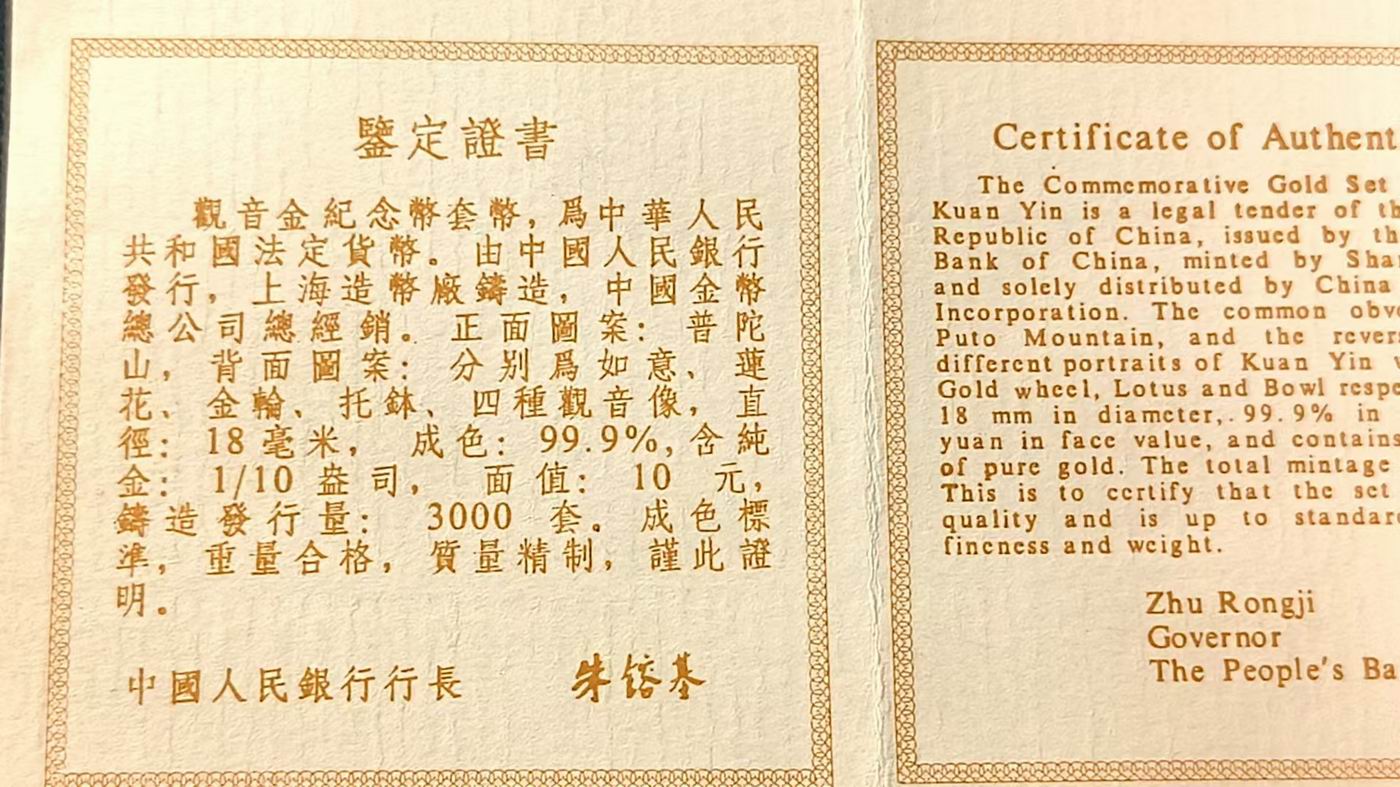 鑒定證書
觀音金紀念幣套幣，爲中華人民
共和國法定貨幣。由中國人民銀行
發行，上海造幣廠鑄造，中國金幣
總公司總經銷。正面圖案：普陀
山，背面圖案：分別爲如意、蓮
花、金輪、托鉢、四種觀音像，直
徑：18毫米，成色：99.9%,含純
金：1/10盎司，面值：10元，
鑄造發行量：3000套。成色標
準，重量合格，質量精制，謹此證
明。
中國人民銀行行長 朱鎔基
Certificate of Authent
The Commemorative Gold Set
Kuan Yin is a legal tender of th
Republic of China, issued by th
Bank of China, minted by Shan
and solely distributed by China
Incorporation. The common obve
Puto Mountain, and the revers
different portraits of Kuan Yin
Gold wheel, Lotus and Bowl respe
18 mm in diameter, 99.9% in
yuan in face value, and contains
of pure gold. The total mintage
This is to certify that the set
quality and is up to standar
fineness and weight.
Zhu Rongji
Governor
The People's Ba